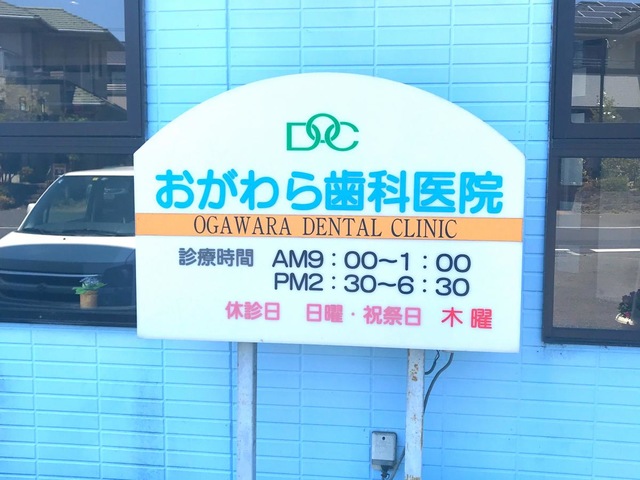 DOC
おがわら歯科医院
OGAWARA DENTAL CLINIC
診療時間 AM9:00〜1:00
PM2:30〜6:30
休診日 日曜・祝祭日 木曜